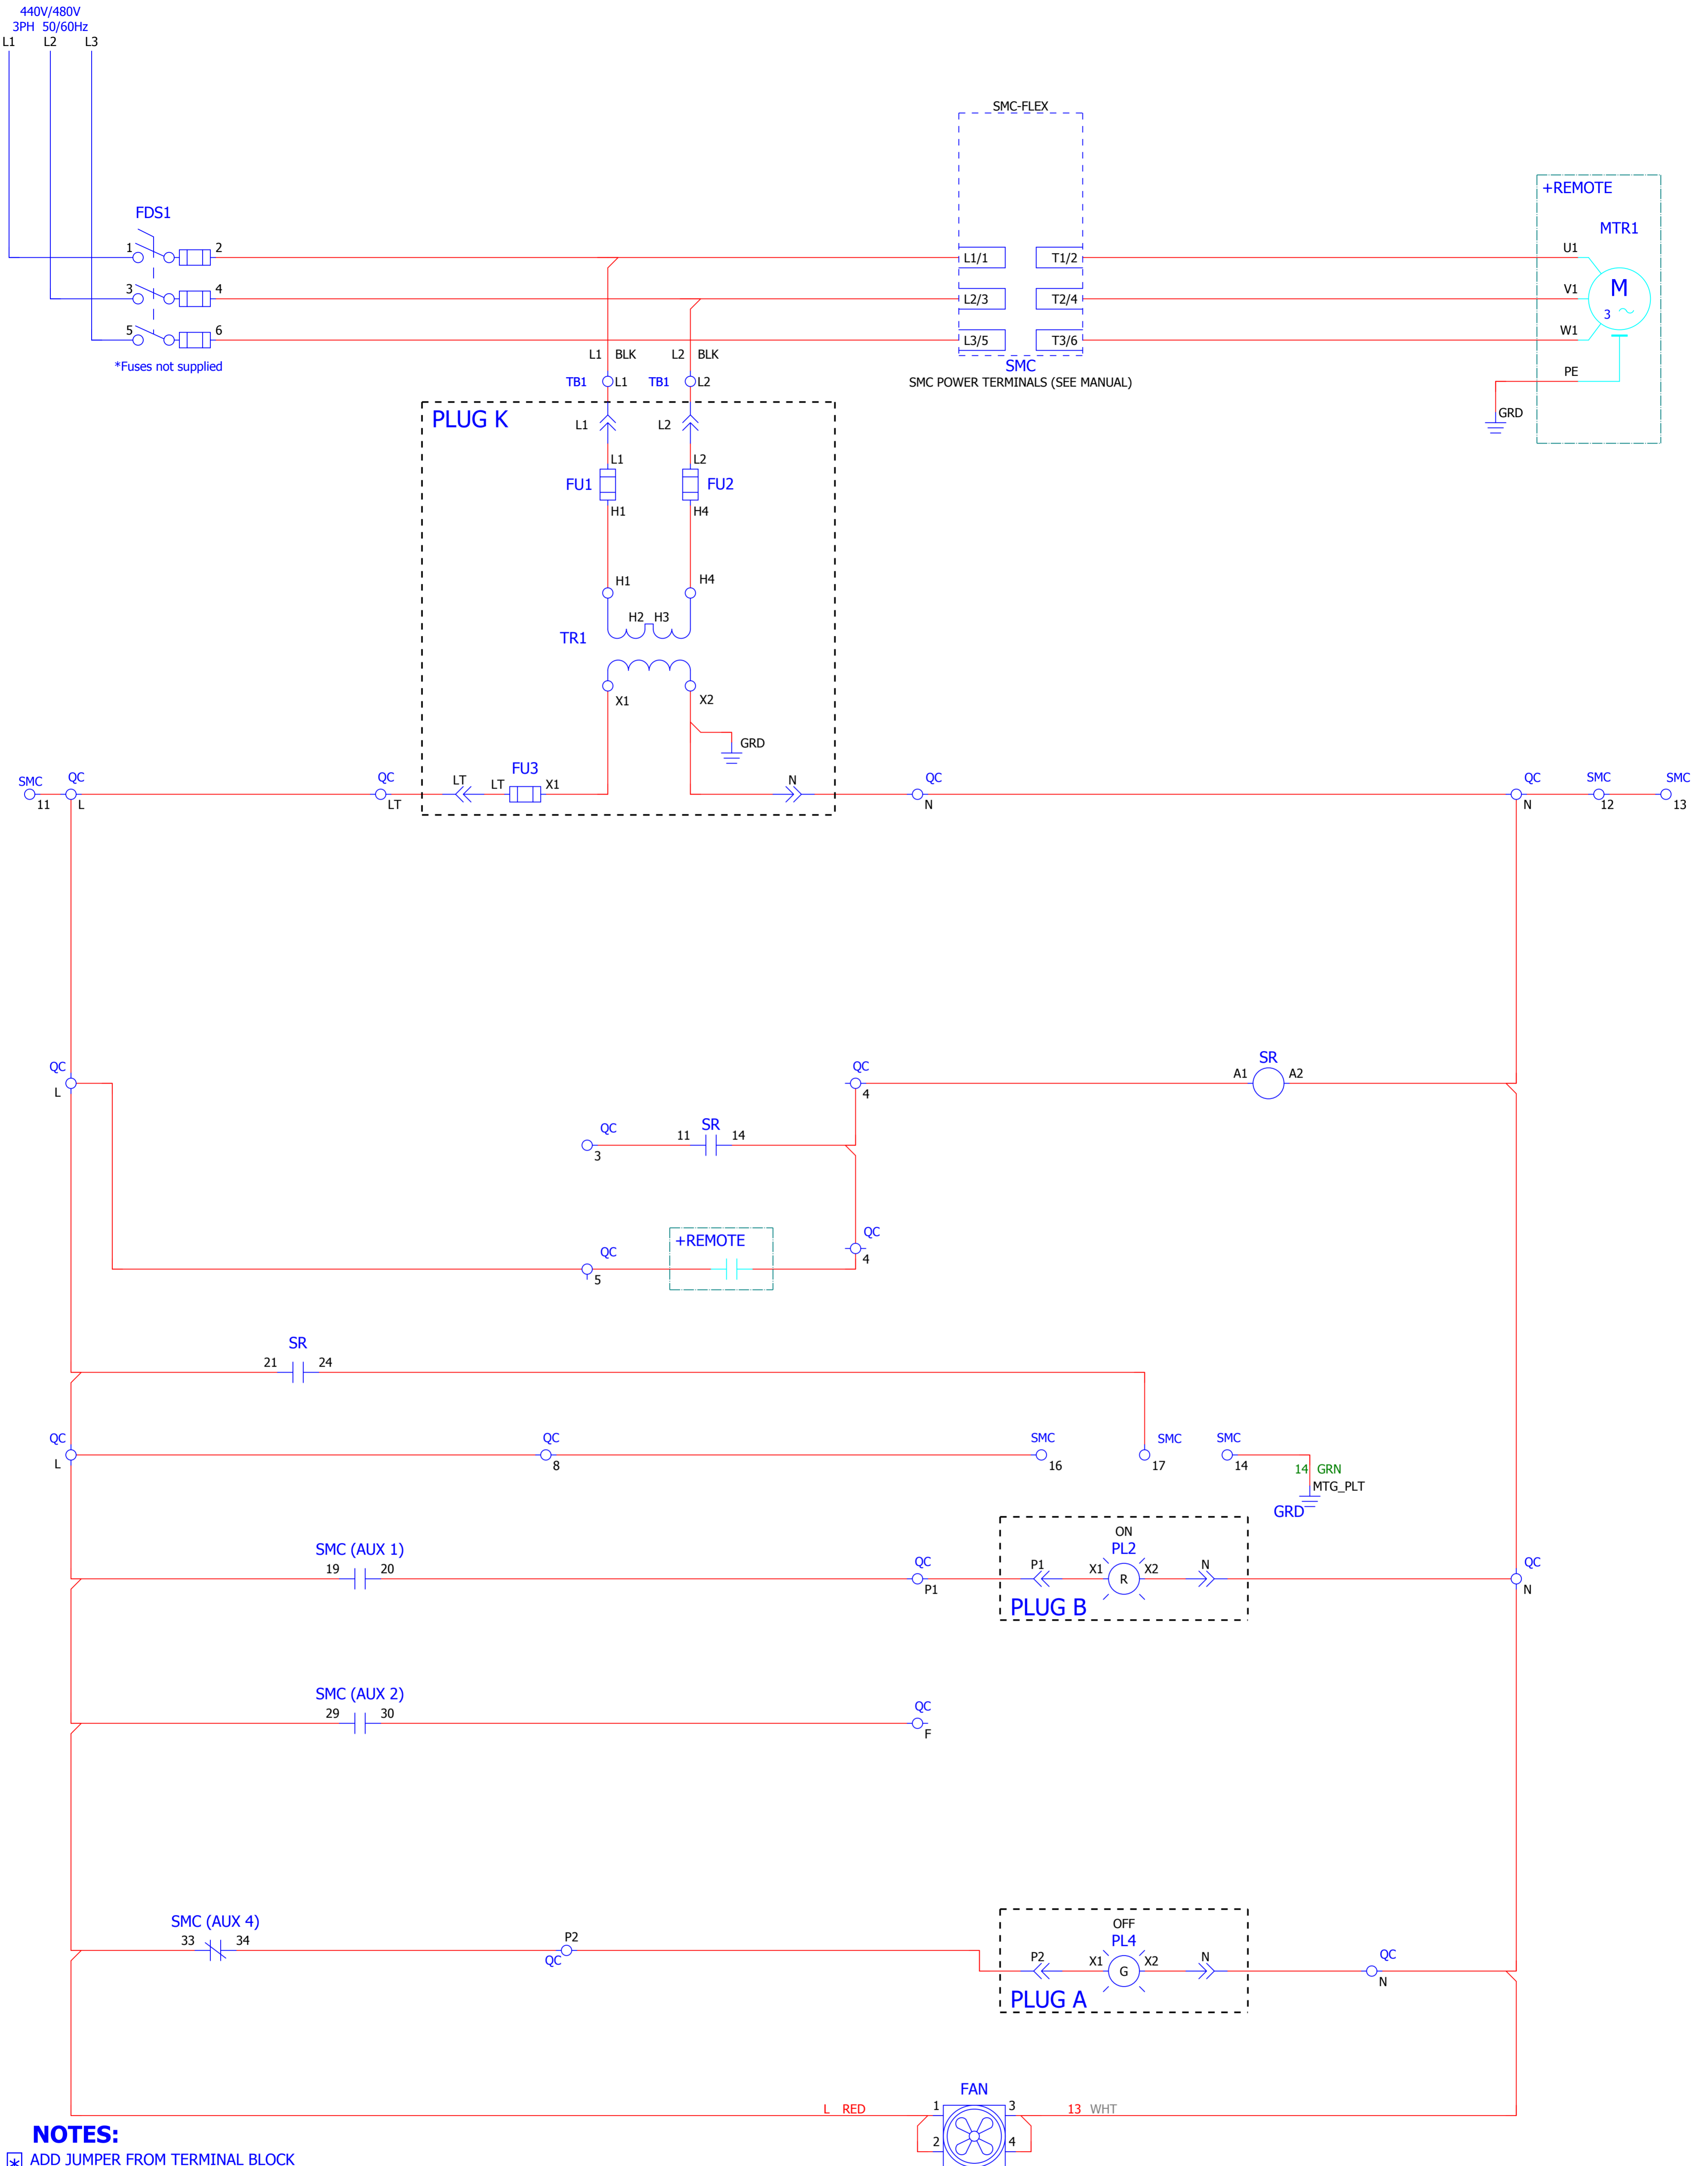 440V/480V
3PH 50/60Hz
L1 L2 L3
SMC-FLEX
+REMOTE
FDS1
MTR1
1 2
L1/1 T1/2
U1
3 4
L2/3 T2/4
V1
M
3
5 6
L3/5 T3/6
W1
*Fuses not supplied
L1 BLK L2 BLK
SMC
PE
TB1 L1 TB1 L2
SMC POWER TERMINALS (SEE MANUAL)
GRD
PLUG K
L1 L2
L1 L2
FU1 FU2
H1 H4
H1 H4
H2 H3
TR1
X1 X2
GRD
FU3
SMC QC QC LT LT X1 N QC QC SMC SMC
11 L LT N N 12 13
QC QC SR
L 4 A1 A2
QC 11 SR 14
3
+REMOTE QC
QC 4
5
SR
21 24
QC QC SMC SMC SMC
L 8 16 17 14
14 GRN
MTG_PLT
GRD
ON
SMC (AUX 1) PL2
19 20 QC P1 X1 R X2 N QC
P1 N
PLUG B
SMC (AUX 2)
29 30 QC
F
SMC (AUX 4) OFF
33 34 P2 PL4
QC P2 X1 G X2 N QC
N
PLUG A
FAN
L RED 1 3 13 WHT
2 4
NOTES:
* ADD JUMPER FROM TERMINAL BLOCK